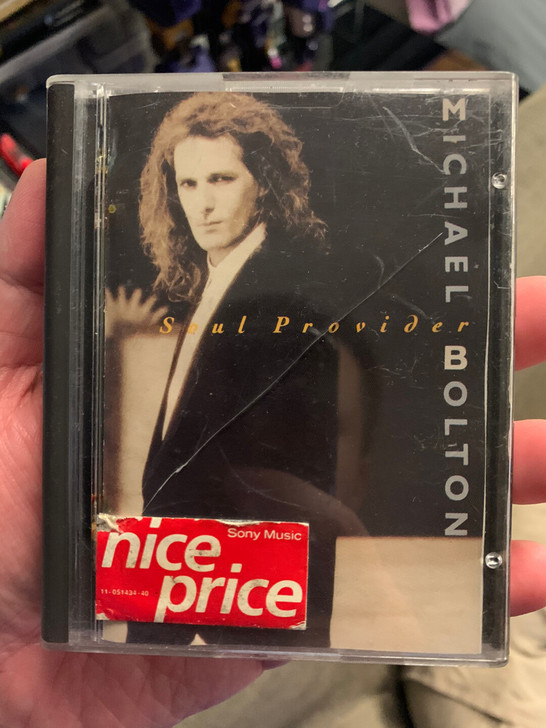 MICHAEL BOLTON
Soul Provider
nice price
Sony Music
11-051434-40